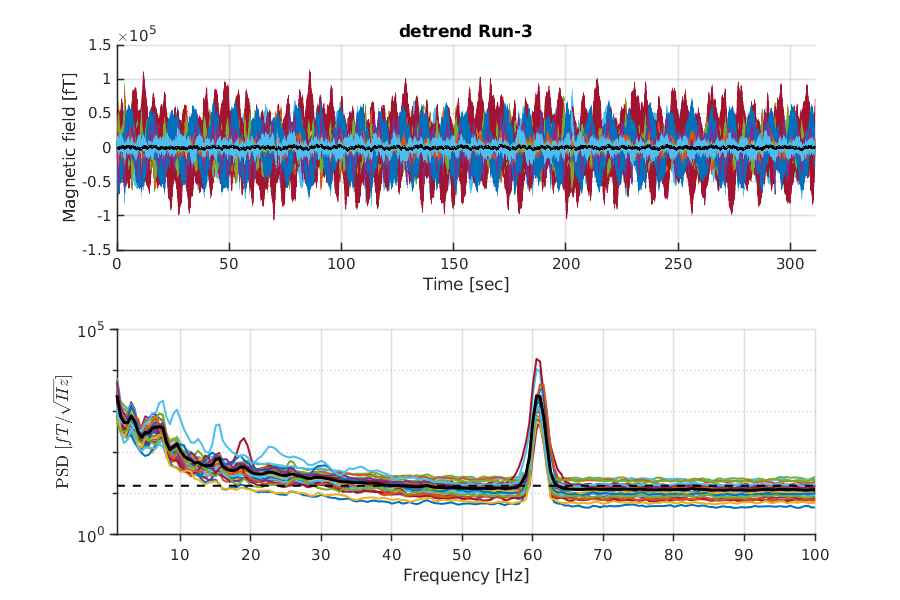 detrend Run-3
×10^5
1.5
1
0.5
0
-0.5
-1
-1.5
Magnetic field [fT]
0 50 100 150 200 250 300
Time [sec]
10^5
10^0
PSD [fT/√Hz]
10 20 30 40 50 60 70 80 90 100
Frequency [Hz]